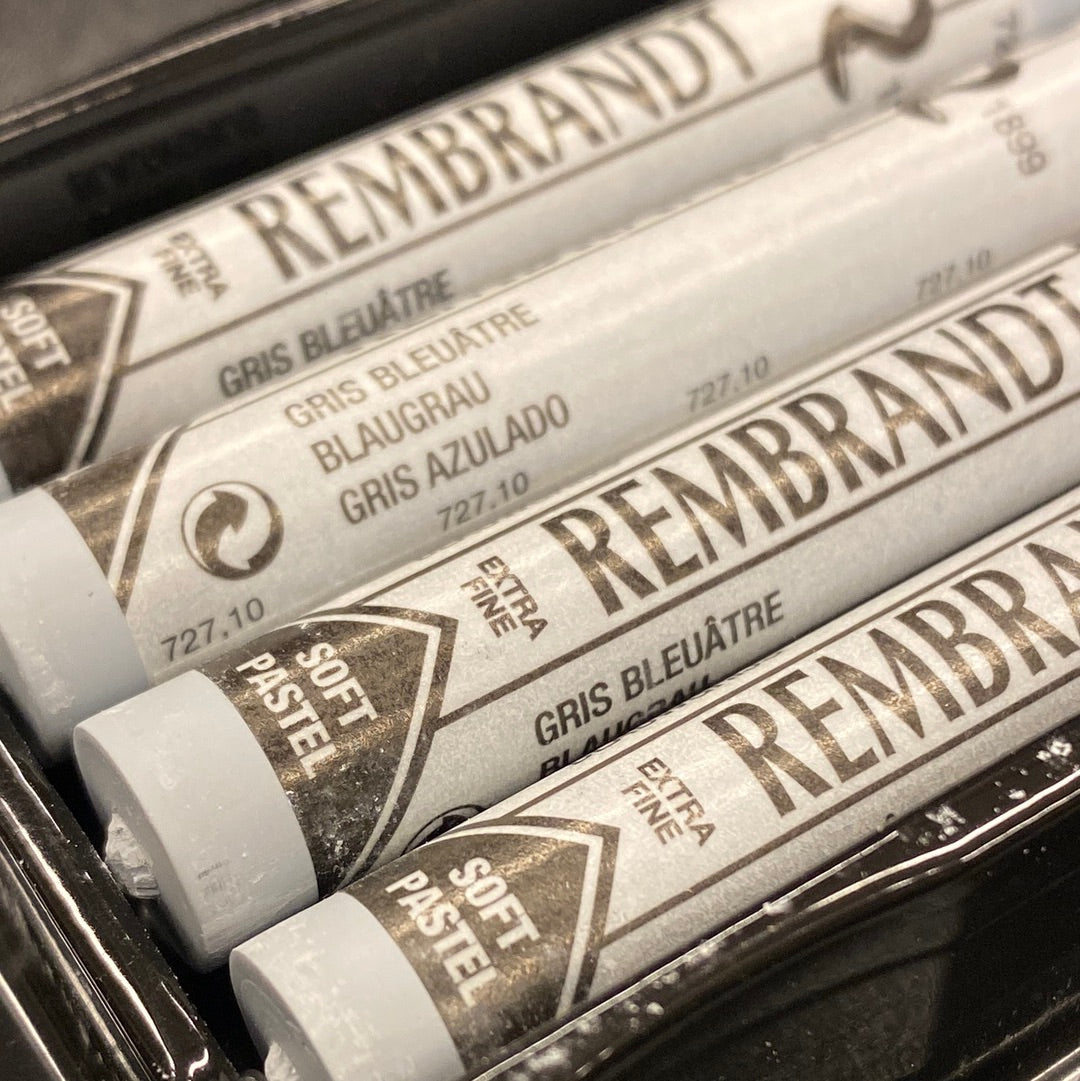 REMBRANDT
EXTRA
FINE
SOFT
PASTEL
GRIS BLEUÂTRE
1899
GRIS BLEUÂTRE
BLAUGRAU
GRIS AZULADO
727,10
727,10
727,10
727,10
REMBRANDT
EXTRA
FINE
SOFT
PASTEL
GRIS BLEUÂTRE
BLAUGRAU
REMBRA
EXTRA
FINE
SOFT
PASTEL